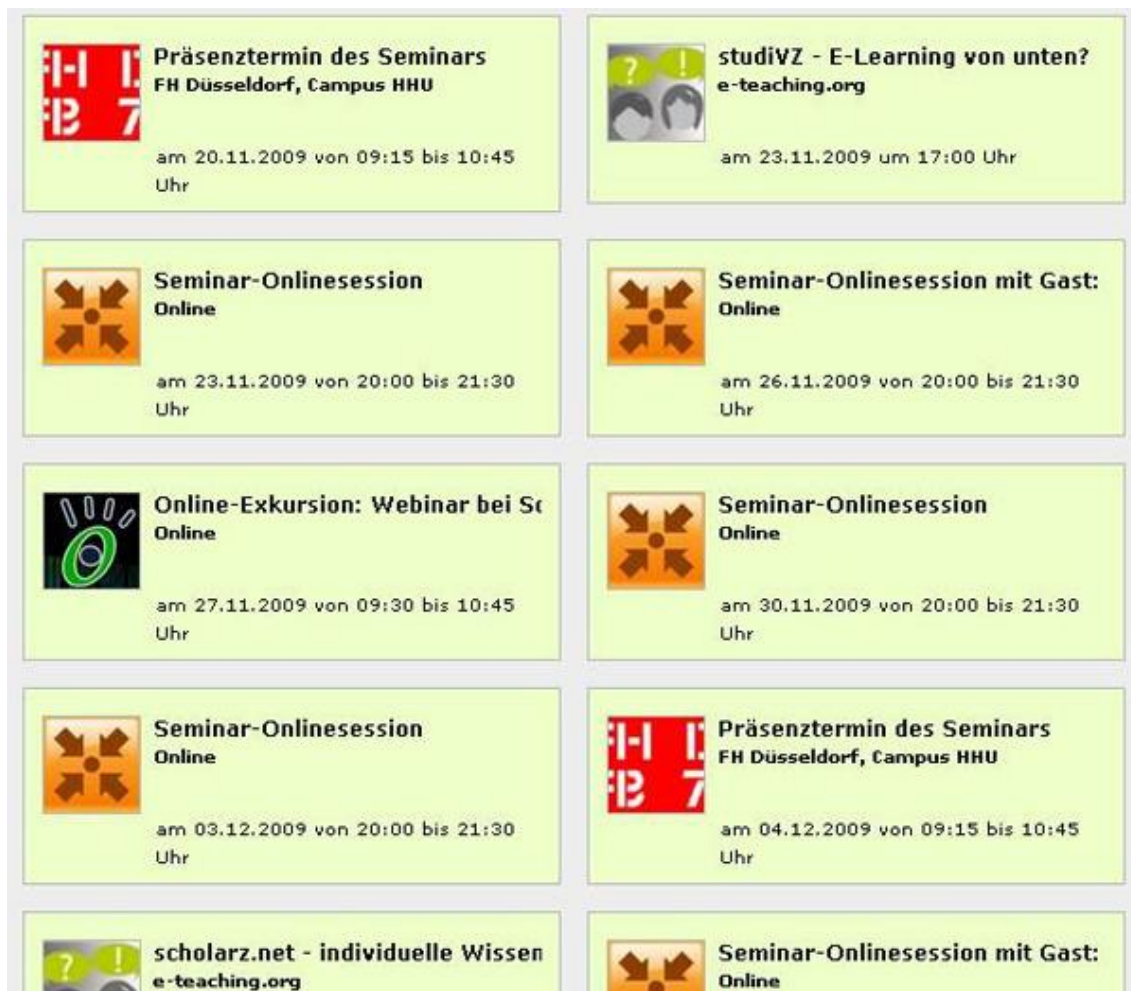 Präsenztermin des Seminars
FH Düsseldorf, Campus HHU
am 20.11.2009 von 09:15 bis 10:45
Uhr
studiVZ - E-Learning von unten?
e-teaching.org
am 23.11.2009 um 17:00 Uhr
Seminar-Onlinesession
Online
am 23.11.2009 von 20:00 bis 21:30
Uhr
Seminar-Onlinesession mit Gast:
Online
am 26.11.2009 von 20:00 bis 21:30
Uhr
Online-Exkursion: Webinar bei Sc
Online
am 27.11.2009 von 09:30 bis 10:45
Uhr
Seminar-Onlinesession
Online
am 30.11.2009 von 20:00 bis 21:30
Uhr
Seminar-Onlinesession
Online
am 03.12.2009 von 20:00 bis 21:30
Uhr
Präsenztermin des Seminars
FH Düsseldorf, Campus HHU
am 04.12.2009 von 09:15 bis 10:45
Uhr
scholarz.net - individuelle Wissen
e-teaching.org
Seminar-Onlinesession mit Gast:
Online